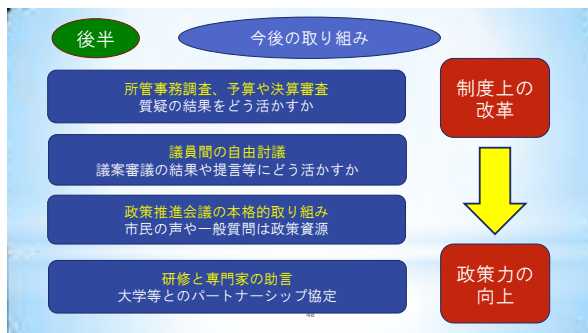 後半
今後の取り組み
所管事務調査、予算や決算審査
質疑の結果をどう活かすか
議員間の自由討議
議案審議の結果や提言等にどう活かすか
政策推進会議の本格的取り組み
市民の声や一般質問は政策資源
研修と専門家の助言
大学等とのパートナーシップ協定
制度上の
改革
政策力の
向上
48